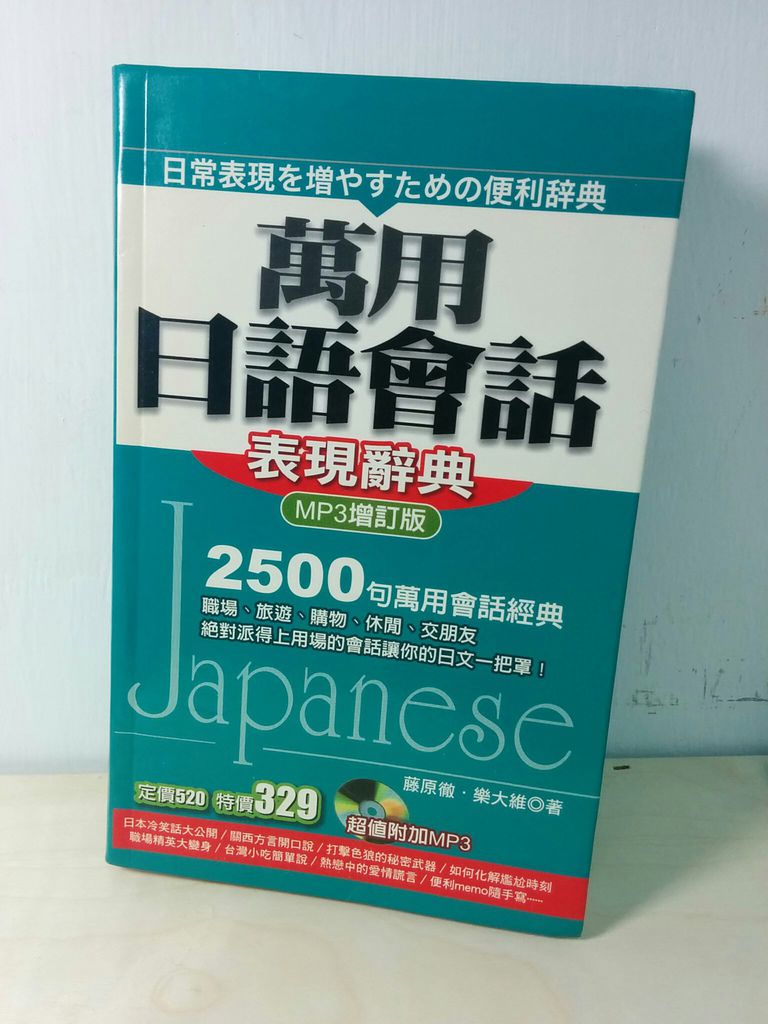 日常表現を増やすための便利辞典
萬用
日語會話
表現辭典
MP3增訂版
2500句萬用會話經典
職場、旅遊、購物、休閒、交朋友
絕對派得上用場的會話讓你的日文一把罩！
Japanese
藤原徹．樂大維◎著
定價520 特價329
超值附加MP3
日本冷笑話大公開 / 關西方言開口說 / 打擊色狼的秘密武器 / 如何化解尷尬時刻
職場精英大變身 / 台灣小吃簡單說 / 熱戀中的愛情謊言 / 便利memo隨手寫……